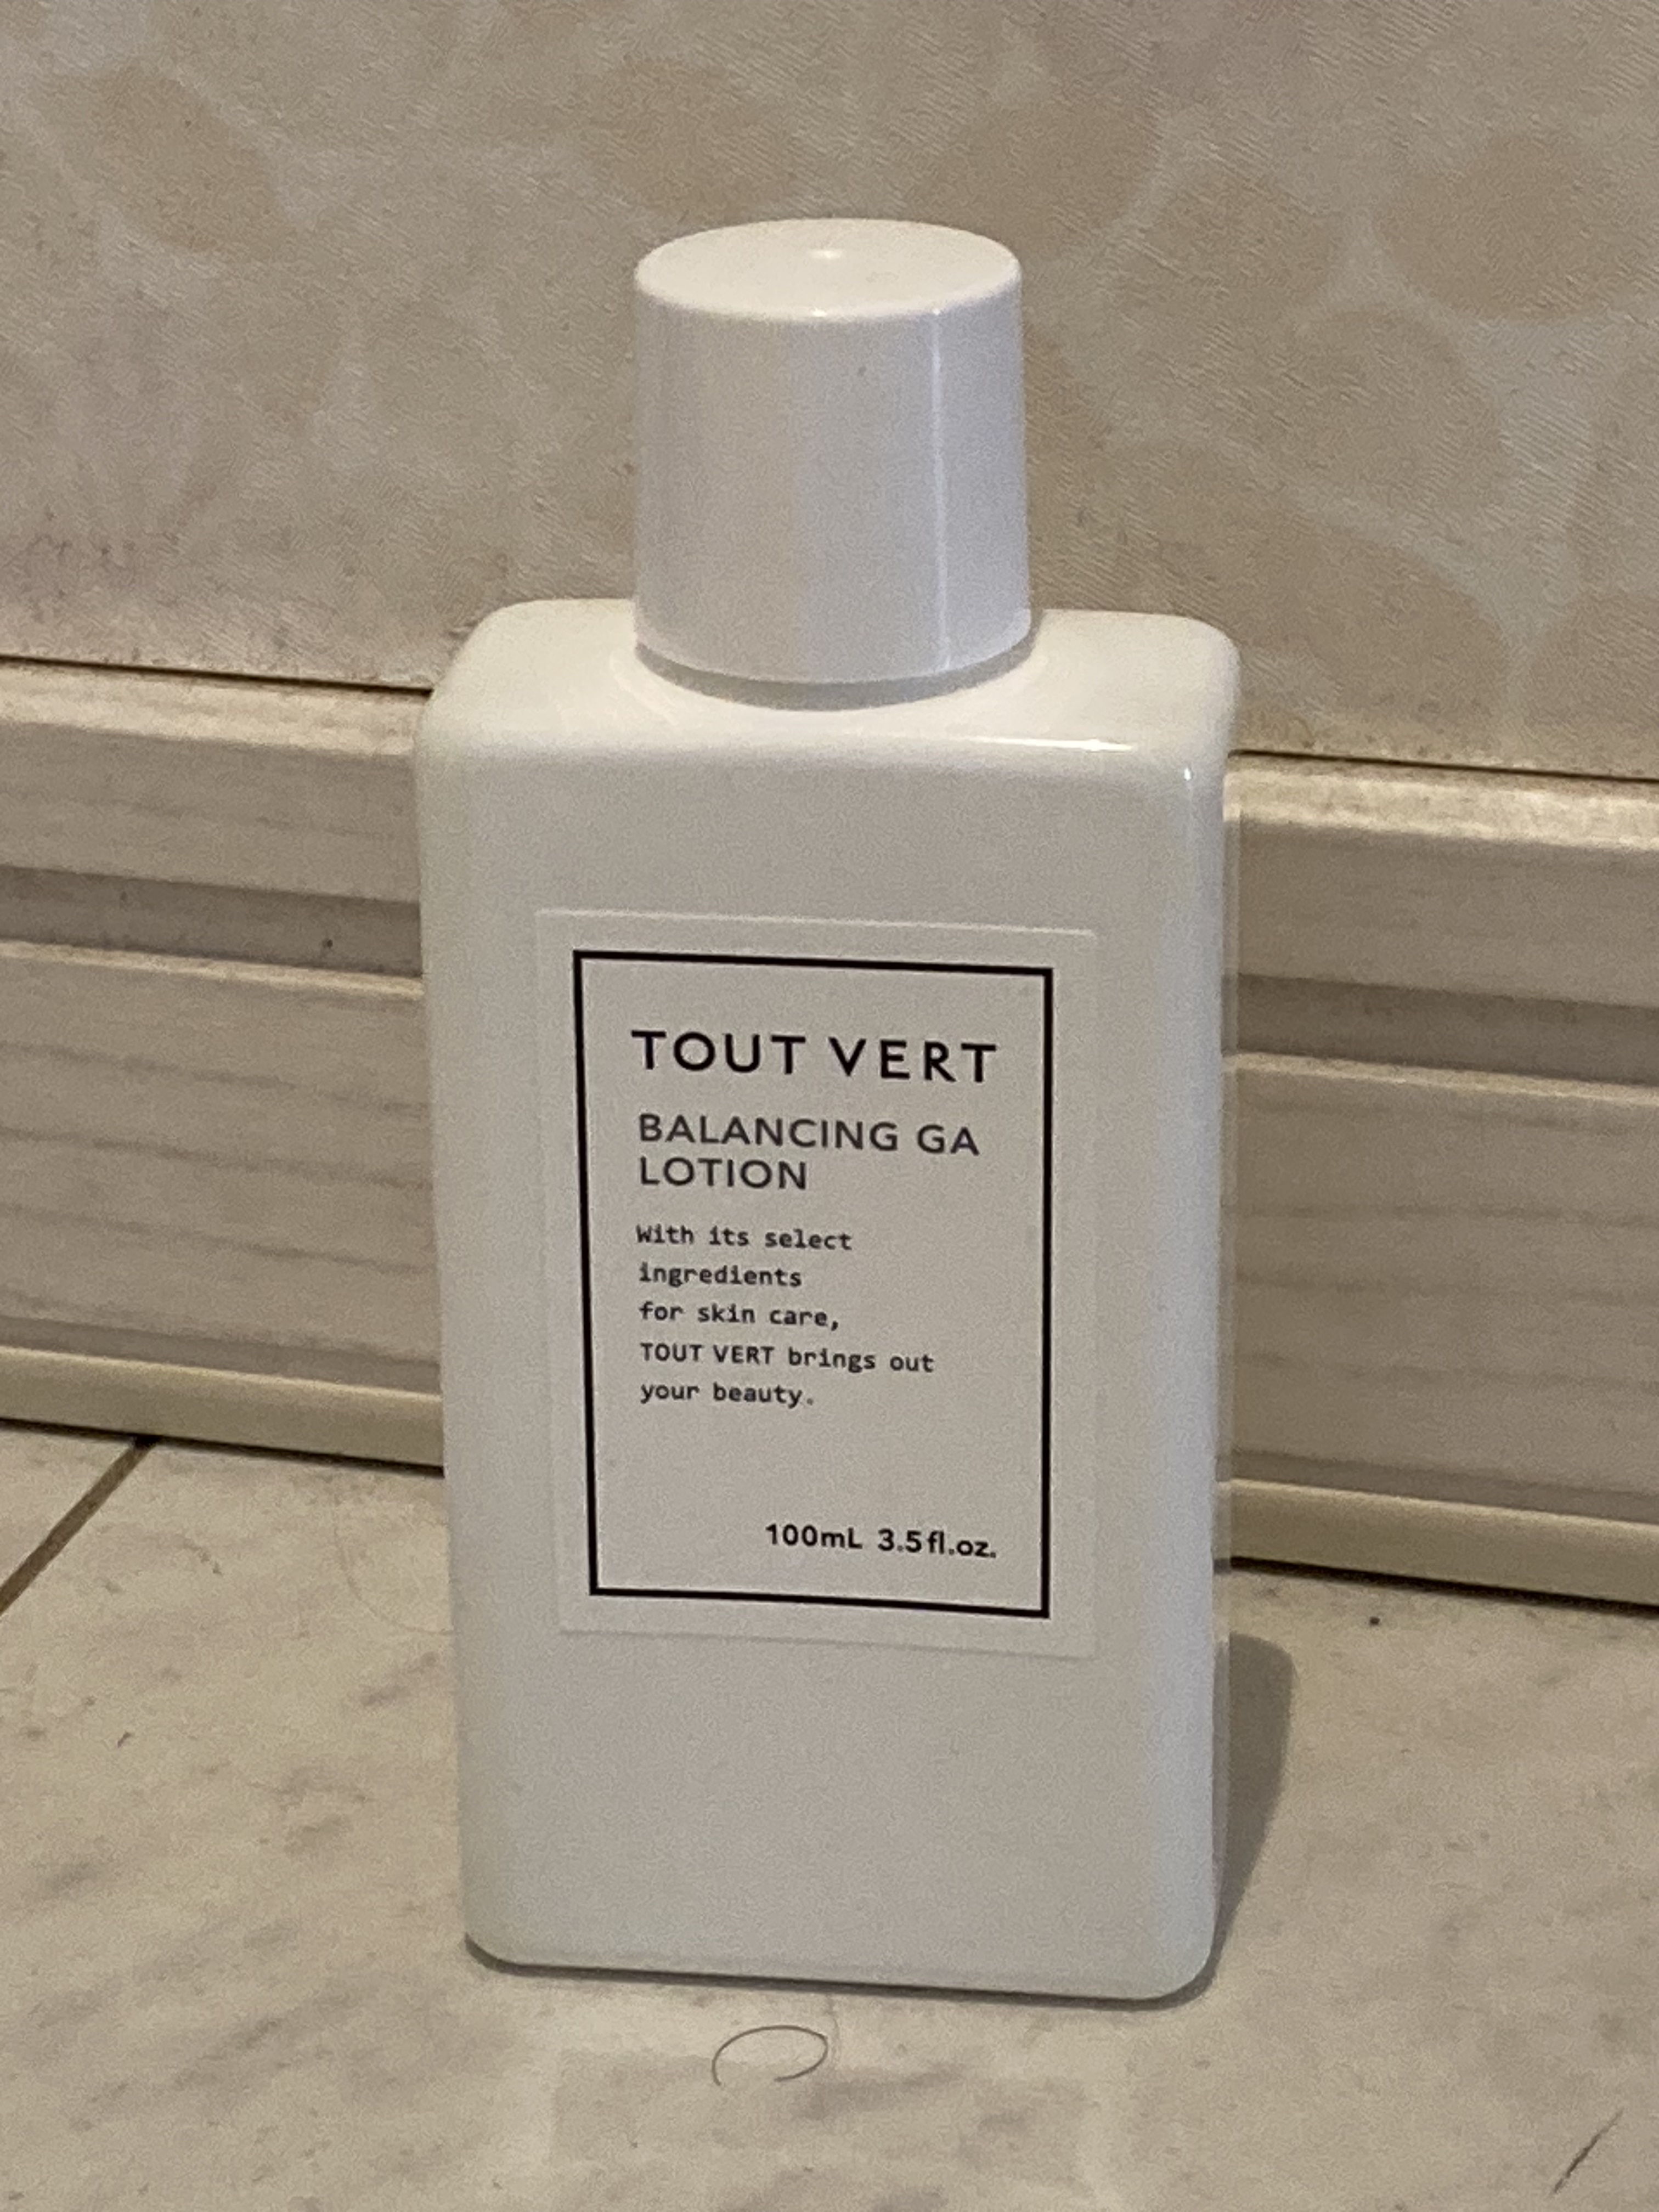 TOUT VERT
BALANCING GA
LOTION
With its select
ingredients
for skin care,
TOUT VERT brings out
your beauty.
100mL 3.5fl.oz.